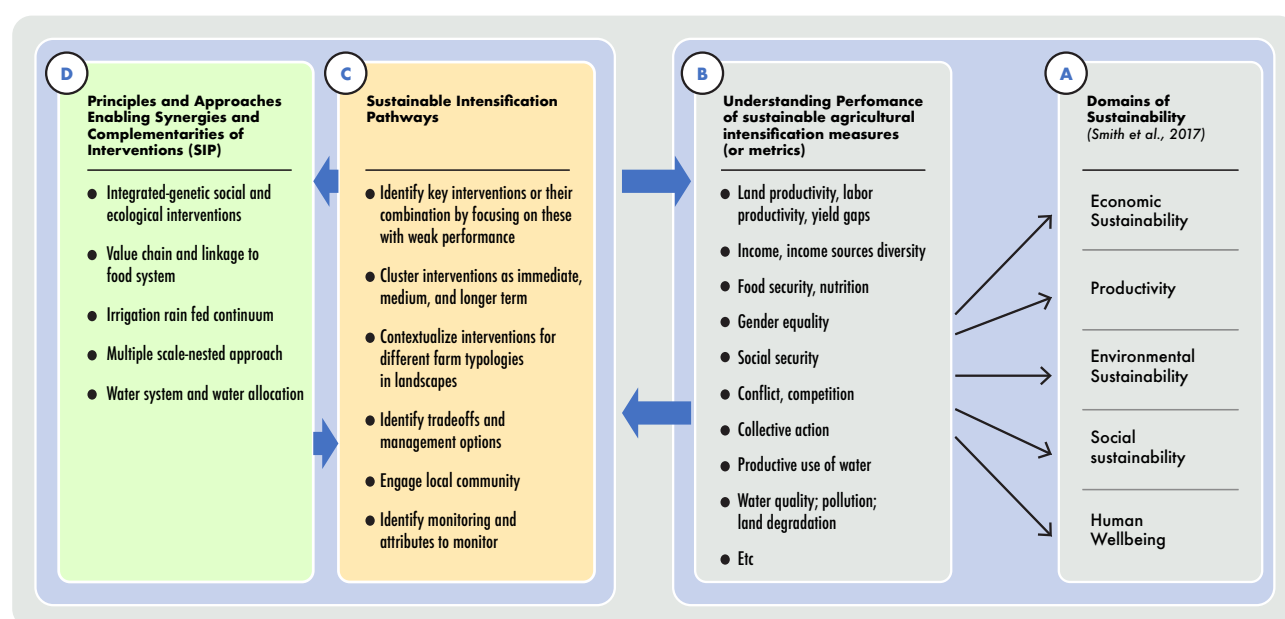 D
Principles and Approaches
Enabling Synergies and
Complementarities of
Interventions (SIP)
● Integrated-genetic social and
ecological interventions
● Value chain and linkage to
food system
● Irrigation rain fed continuum
● Multiple scale-nested approach
● Water system and water allocation
C
Sustainable Intensification
Pathways
● Identify key interventions or their
combination by focusing on these
with weak performance
● Cluster interventions as immediate,
medium, and longer term
● Contextualize interventions for
different farm typologies
in landscapes
● Identify tradeoffs and
management options
● Engage local community
● Identify monitoring and
attributes to monitor
B
Understanding Perfomance
of sustainable agricultural
intensification measures
(or metrics)
● Land productivity, labor
productivity, yield gaps
● Income, income sources diversity
● Food security, nutrition
● Gender equality
● Social security
● Conflict, competition
● Collective action
● Productive use of water
● Water quality; pollution;
land degradation
● Etc
A
Domains of
Sustainability
(Smith et al., 2017)
Economic
Sustainability
Productivity
Environmental
Sustainability
Social
sustainability
Human
Wellbeing